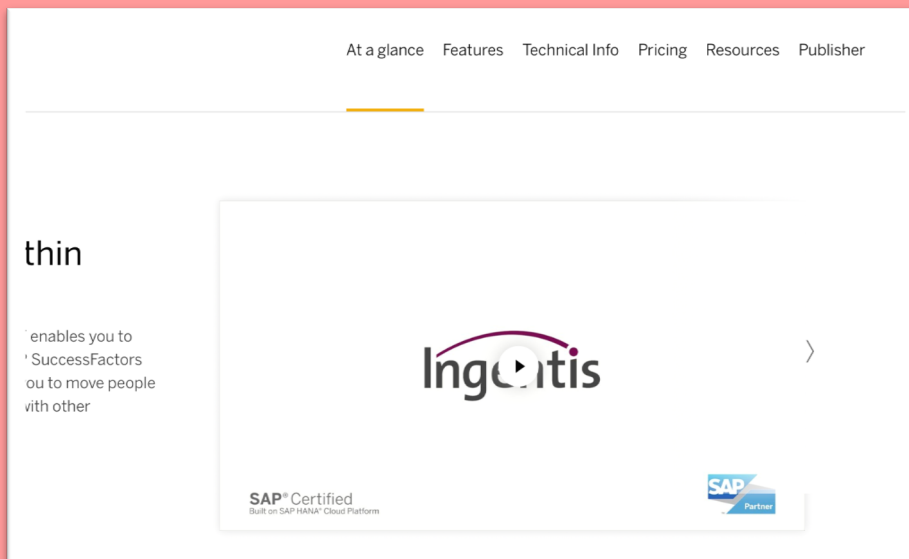 At a glance Features Technical Info Pricing Resources Publisher
thin
enables you to
SuccessFactors
ou to move people
with other
Ingentis
SAP® Certified
Built on SAP HANA® Cloud Platform
SAP
Partner